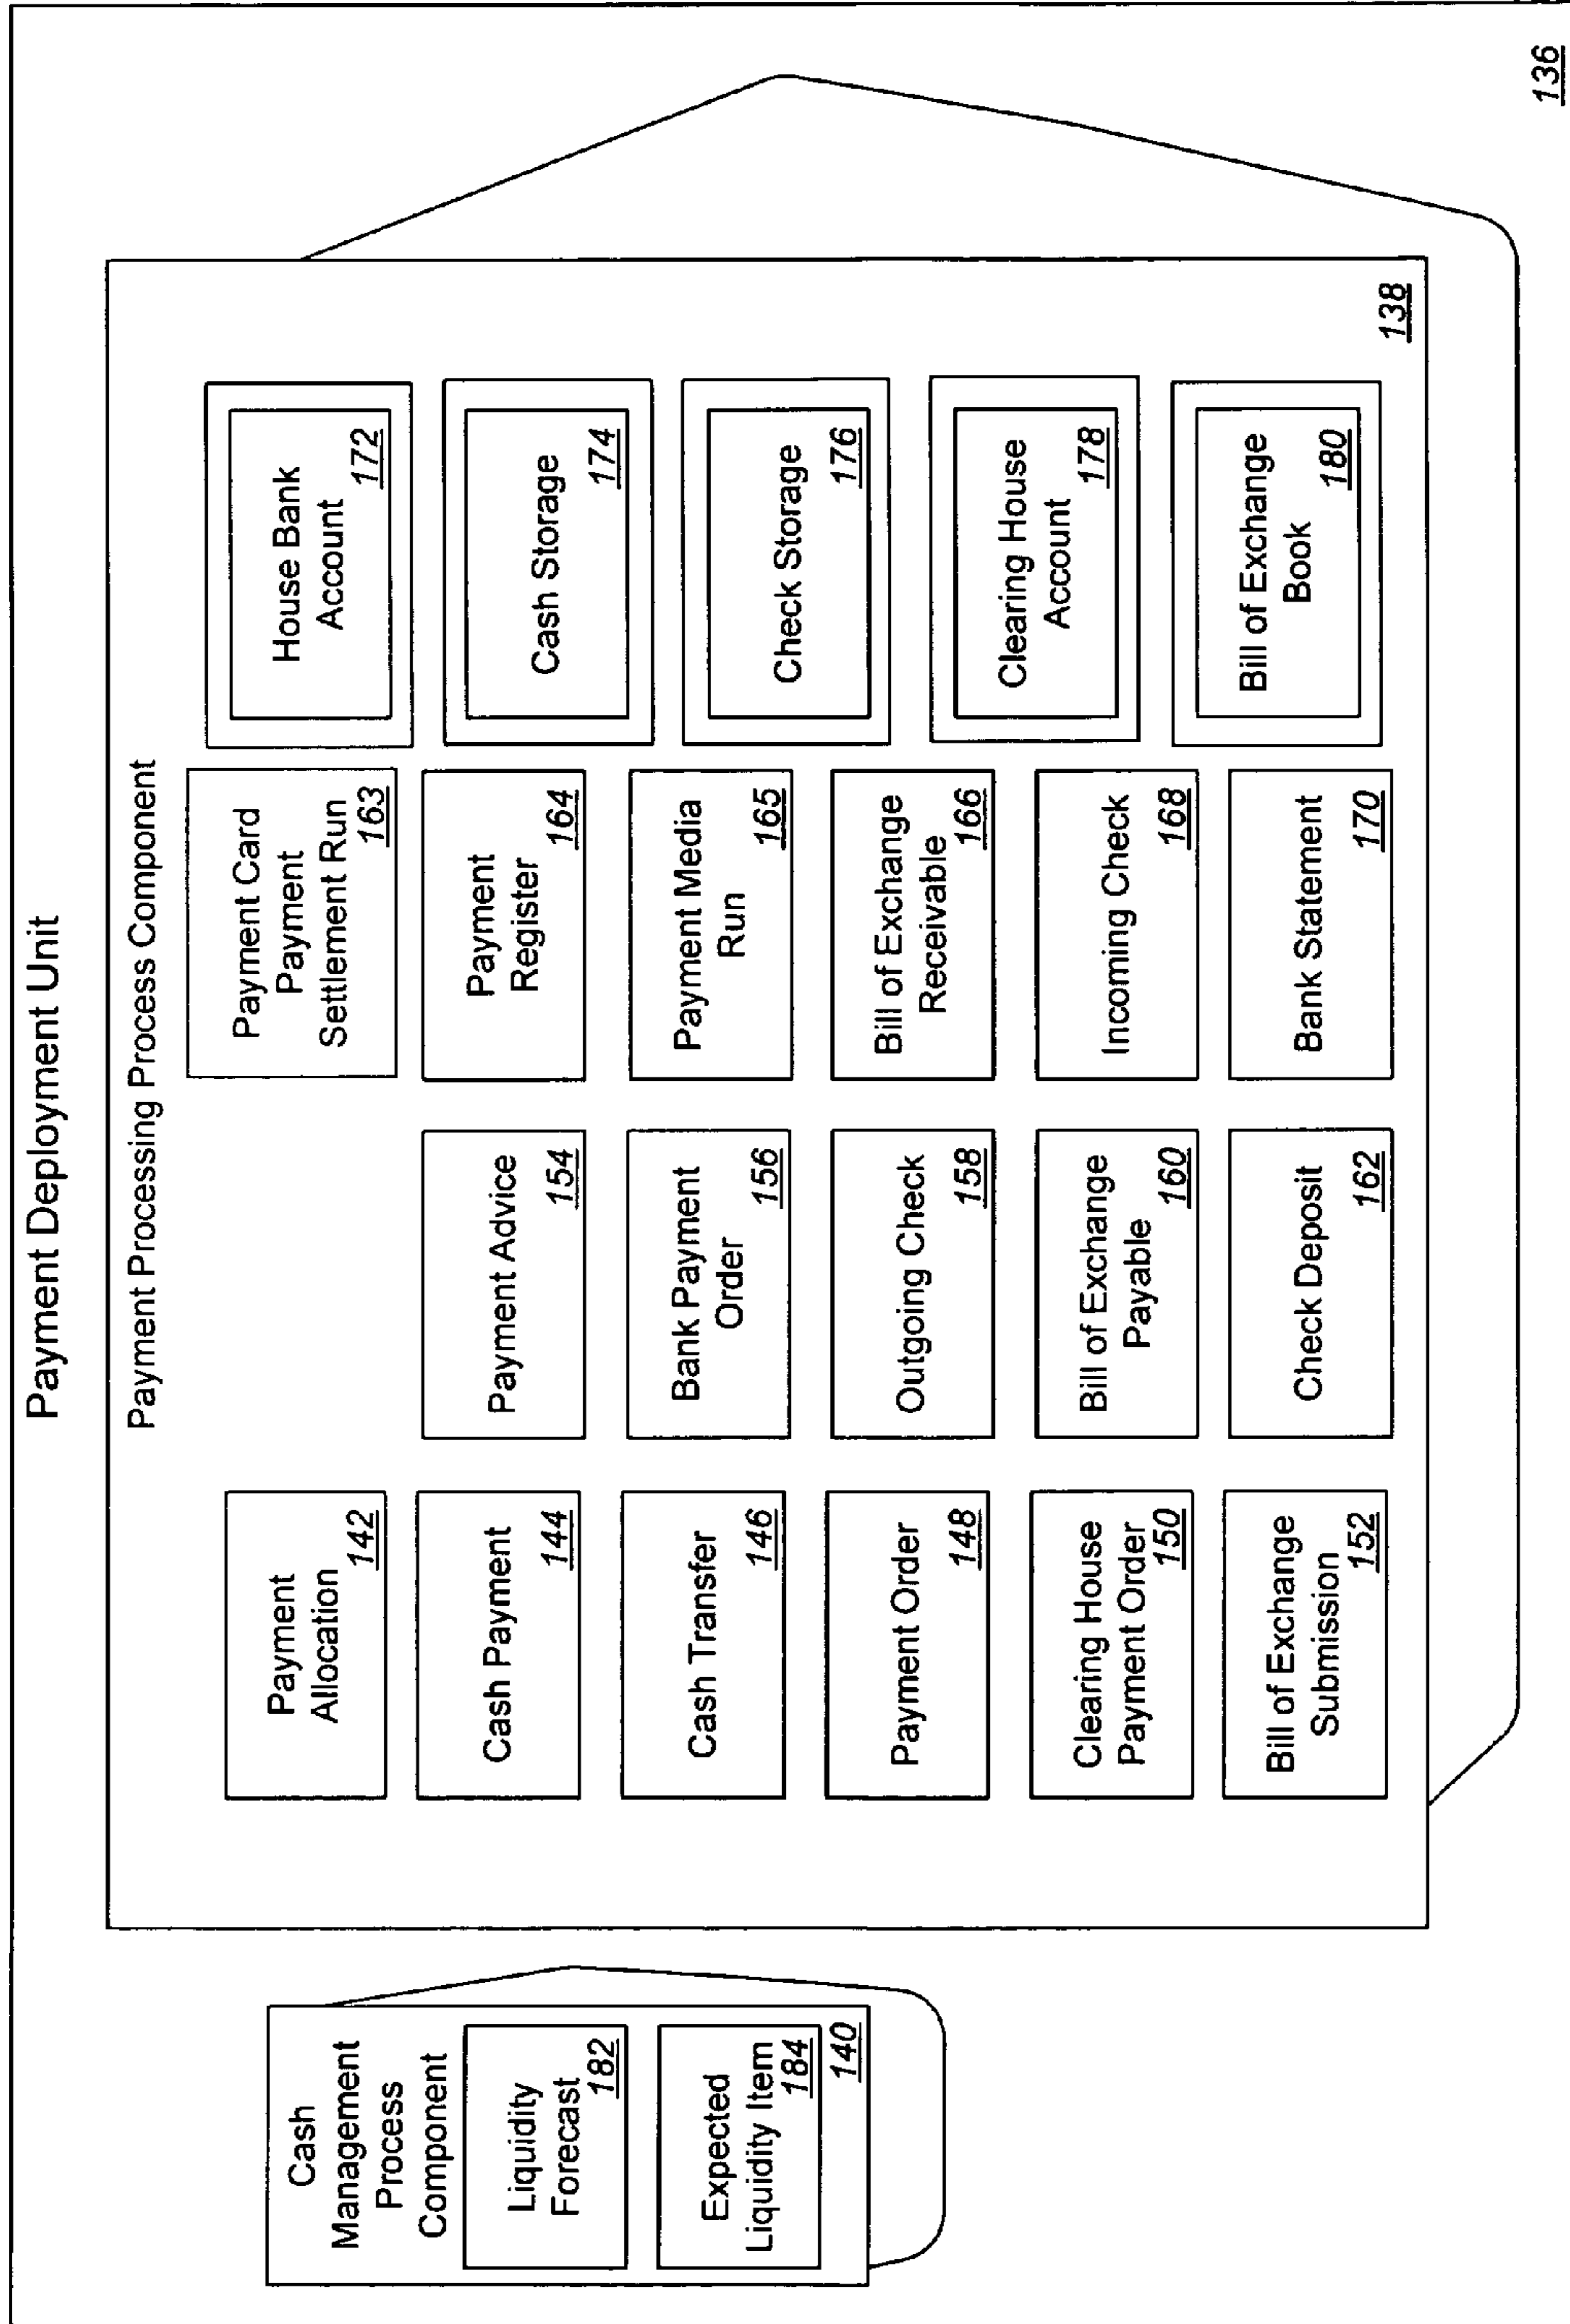 Payment Deployment Unit
Cash
Management
Process
Component
Liquidity
Forecast
182
Expected
Liquidity Item
184
140
Payment Processing Process Component
Payment
Allocation
142
Cash Payment
144
Cash Transfer
146
Payment Order
148
Clearing House
Payment Order
150
Bill of Exchange
Submission
152
Payment Advice
154
Bank Payment
Order
156
Outgoing Check
158
Bill of Exchange
Payable
160
Check Deposit
162
Payment Card
Payment
Settlement Run
163
Payment
Register
164
Payment Media
Run
165
Bill of Exchange
Receivable
166
Incoming Check
168
Bank Statement
170
House Bank
Account
172
Cash Storage
174
Check Storage
176
Clearing House
Account
178
Bill of Exchange
Book
180
138
136